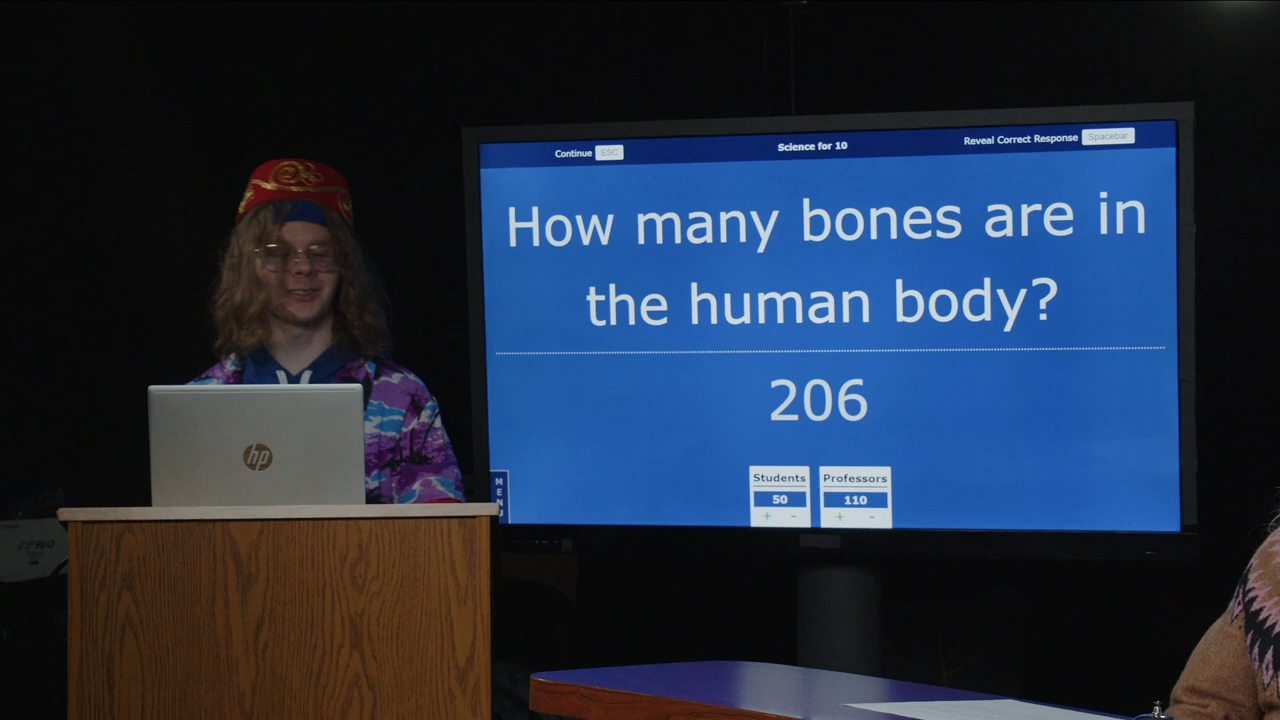 Continue ESC
Science for 10
Reveal Correct Response Spacebar
How many bones are in
the human body?
206
MENU
Students
50
+ -
Professors
110
+ -
hp